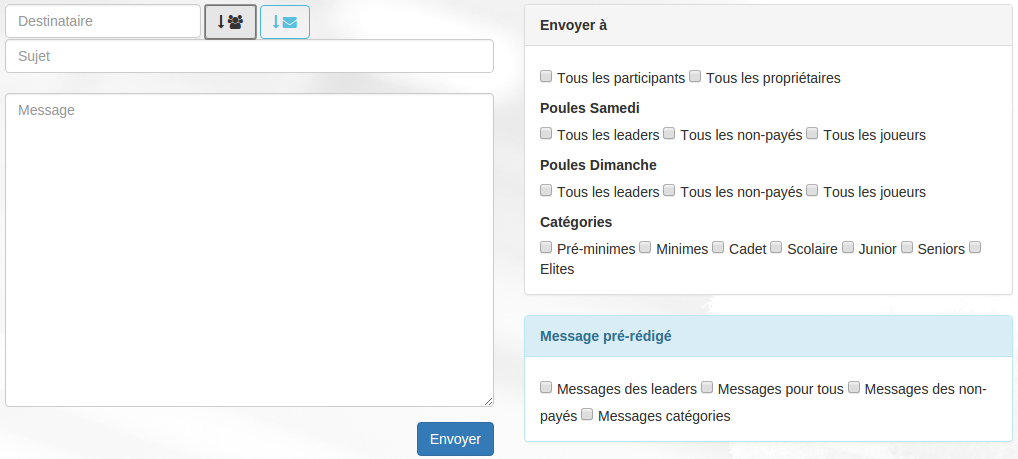 Destinataire
Sujet
Message
Envoyer
Envoyer à
Tous les participants Tous les propriétaires
Poules Samedi
Tous les leaders Tous les non-payés Tous les joueurs
Poules Dimanche
Tous les leaders Tous les non-payés Tous les joueurs
Catégories
Pré-minimes Minimes Cadet Scolaire Junior Seniors
Elites
Message pré-rédigé
Messages des leaders Messages pour tous Messages des non-
payés Messages catégories